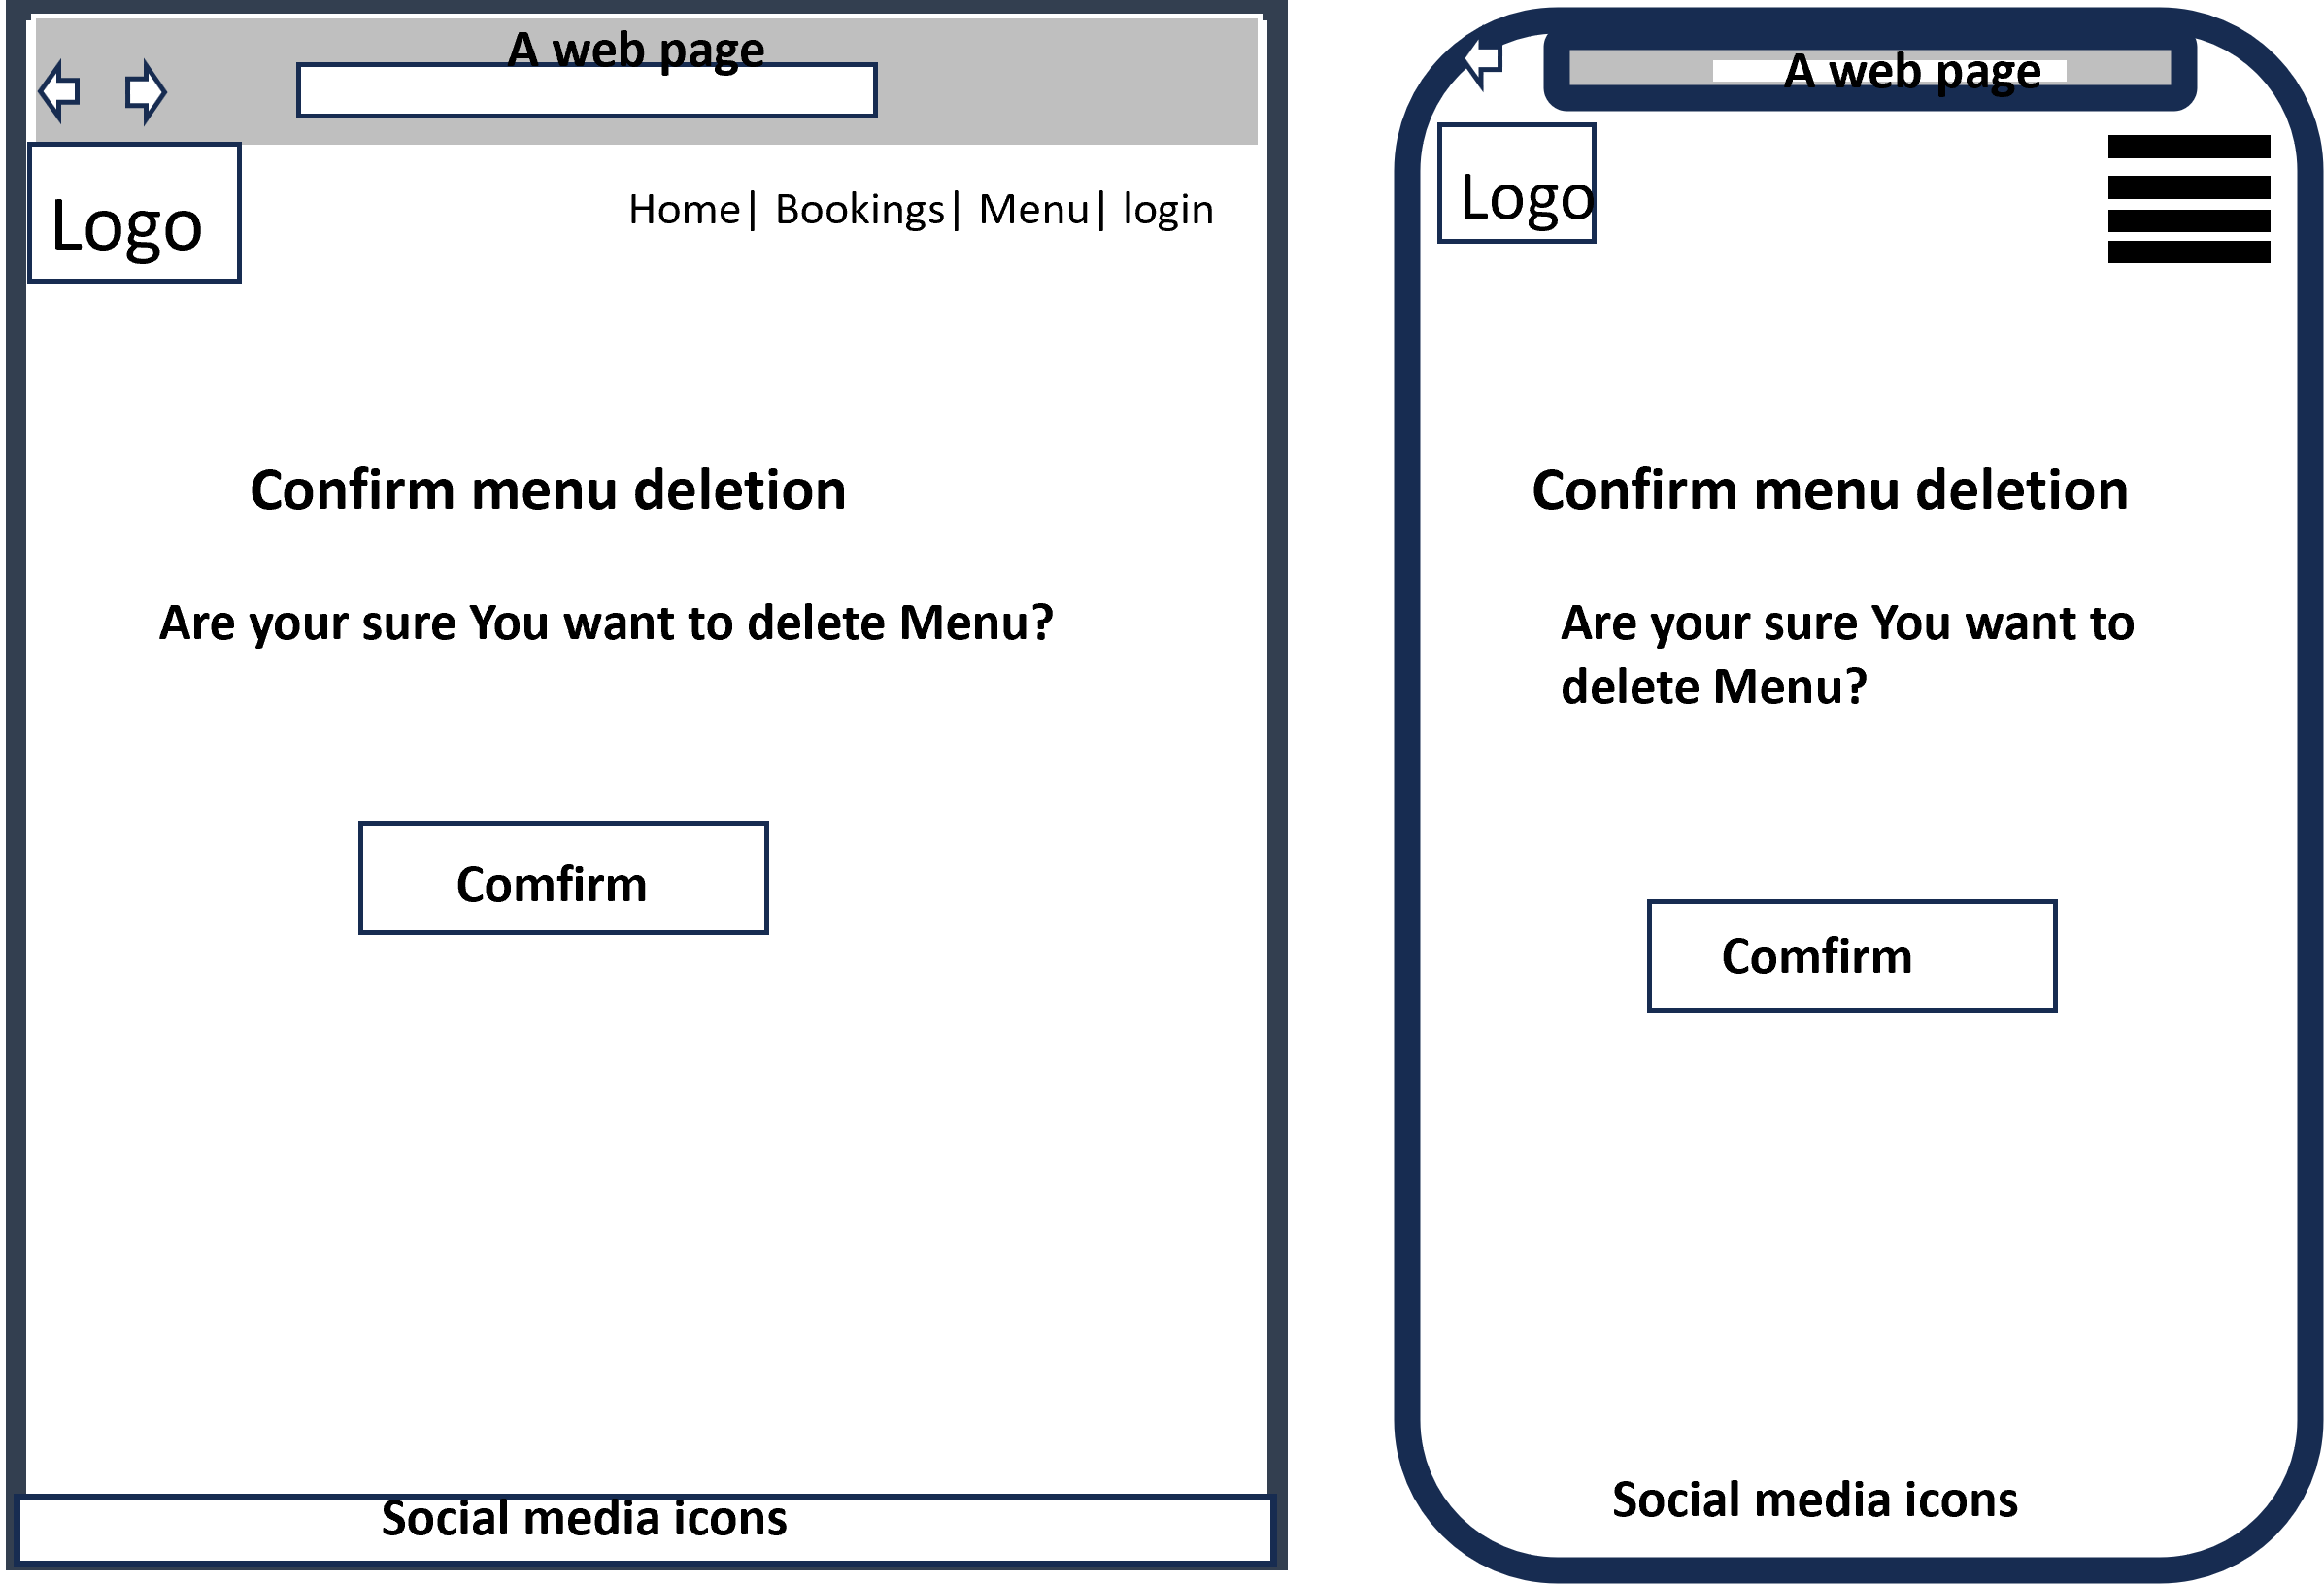 A web page
Logo
Home| Bookings| Menu| login
Confirm menu deletion
Are your sure You want to delete Menu?
Comfirm
Social media icons
A web page
Logo
Confirm menu deletion
Are your sure You want to
delete Menu?
Comfirm
Social media icons